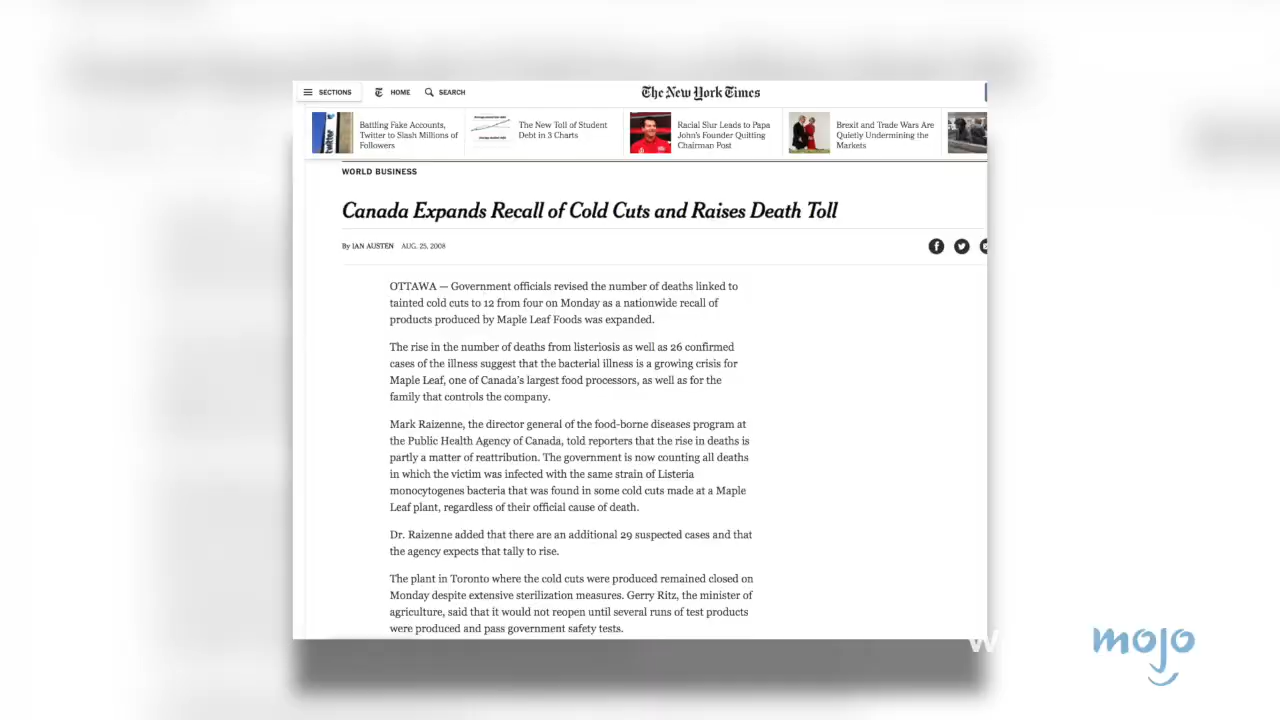 SECTIONS HOME SEARCH The New York Times
Battling Fake Accounts,
Twitter to Slash Millions of
Followers
The New Toll of Student
Debt in 3 Charts
Racial Slur Leads to Papa
John's Founder Quitting
Chairman Post
Brexit and Trade Wars Are
Quietly Undermining the
Markets
WORLD BUSINESS
Canada Expands Recall of Cold Cuts and Raises Death Toll
By IAN AUSTEN AUG. 25, 2008
OTTAWA — Government officials revised the number of deaths linked to
tainted cold cuts to 12 from four on Monday as a nationwide recall of
products produced by Maple Leaf Foods was expanded.
The rise in the number of deaths from listeriosis as well as 26 confirmed
cases of the illness suggest that the bacterial illness is a growing crisis for
Maple Leaf, one of Canada's largest food processors, as well as for the
family that controls the company.
Mark Raizenne, the director general of the food-borne diseases program at
the Public Health Agency of Canada, told reporters that the rise in deaths is
partly a matter of reattribution. The government is now counting all deaths
in which the victim was infected with the same strain of Listeria
monocytogenes bacteria that was found in some cold cuts made at a Maple
Leaf plant, regardless of their official cause of death.
Dr. Raizenne added that there are an additional 29 suspected cases and that
the agency expects that tally to rise.
The plant in Toronto where the cold cuts were produced remained closed on
Monday despite extensive sterilization measures. Gerry Ritz, the minister of
agriculture, said that it would not reopen until several runs of test products
were produced and pass government safety tests.
mojo